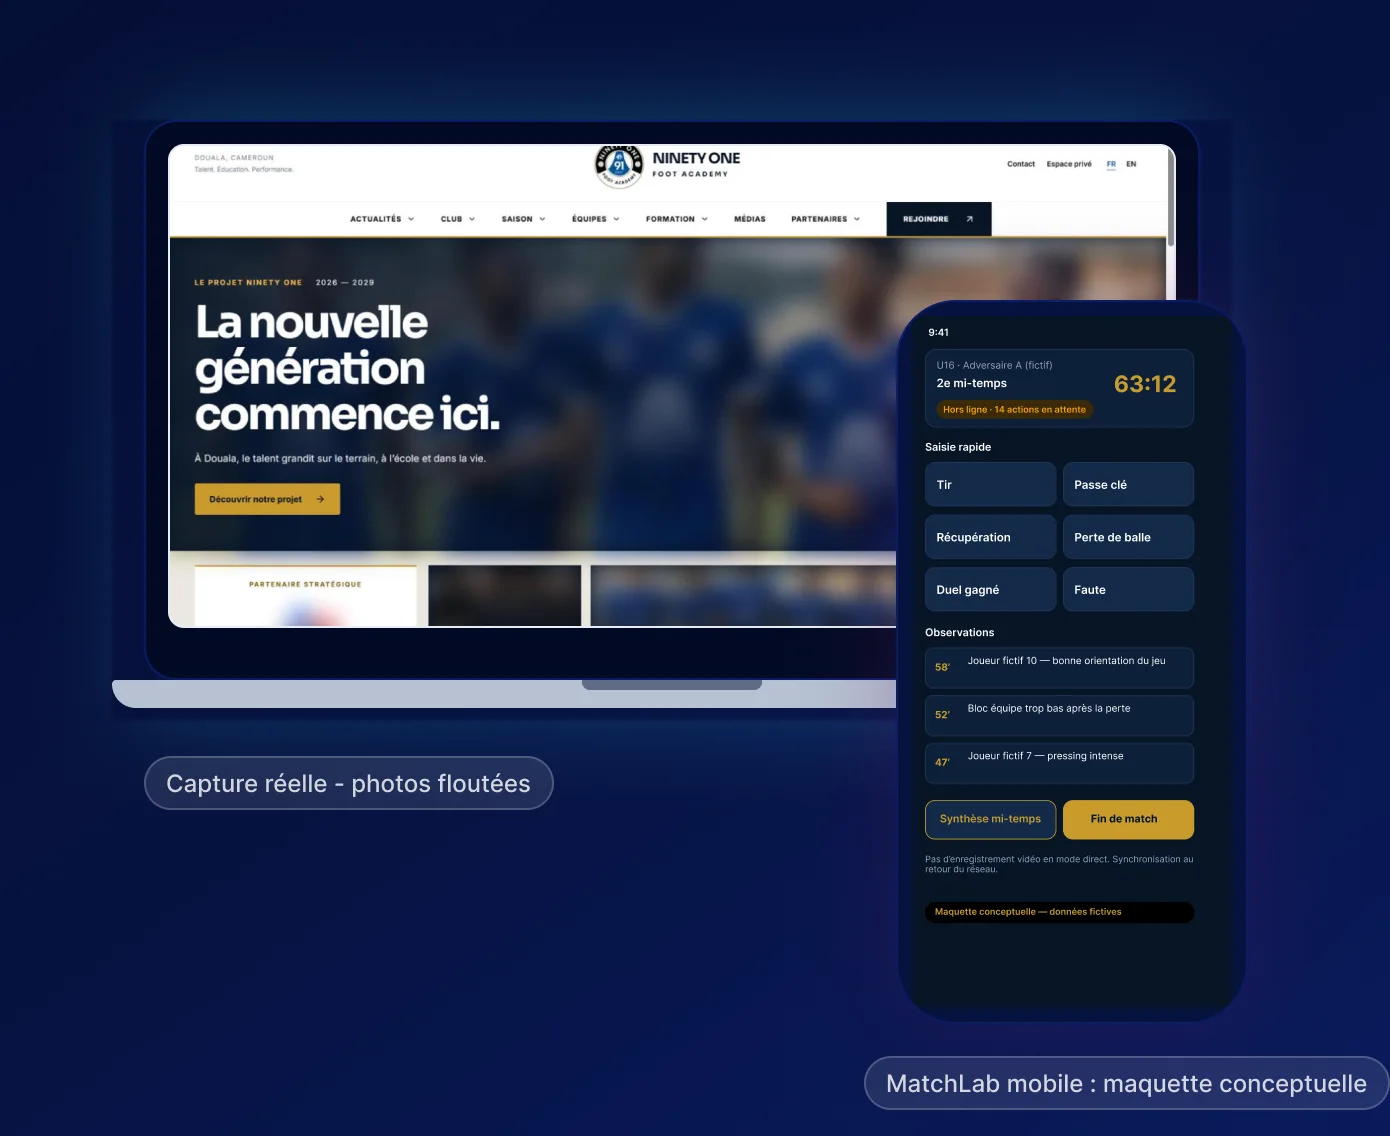 DOUALA, CAMEROUN
Talent. Éducation. Performance.
91
FOOT ACADEMY
NINETY ONE
FOOT ACADEMY
Contact
Espace privé
FR
EN
ACTUALITÉS
CLUB
SAISON
ÉQUIPES
FORMATION
MÉDIAS
PARTENAIRES
REJOINDRE
LE PROJET NINETY ONE 2026 — 2029
La nouvelle
génération
commence ici.
À Douala, le talent grandit sur le terrain, à l'école et dans la vie.
Découvrir notre projet
PARTENAIRE STRATÉGIQUE
Capture réelle - photos floutées
9:41
U16 · Adversaire A (fictif)
2e mi-temps
63:12
Hors ligne · 14 actions en attente
Saisie rapide
Tir
Passe clé
Récupération
Perte de balle
Duel gagné
Faute
Observations
58' Joueur fictif 10 — bonne orientation du jeu
52' Bloc équipe trop bas après la perte
47' Joueur fictif 7 — pressing intense
Synthèse mi-temps
Fin de match
Pas d'enregistrement vidéo en mode direct. Synchronisation au
retour du réseau.
Maquette conceptuelle — données fictives
MatchLab mobile : maquette conceptuelle